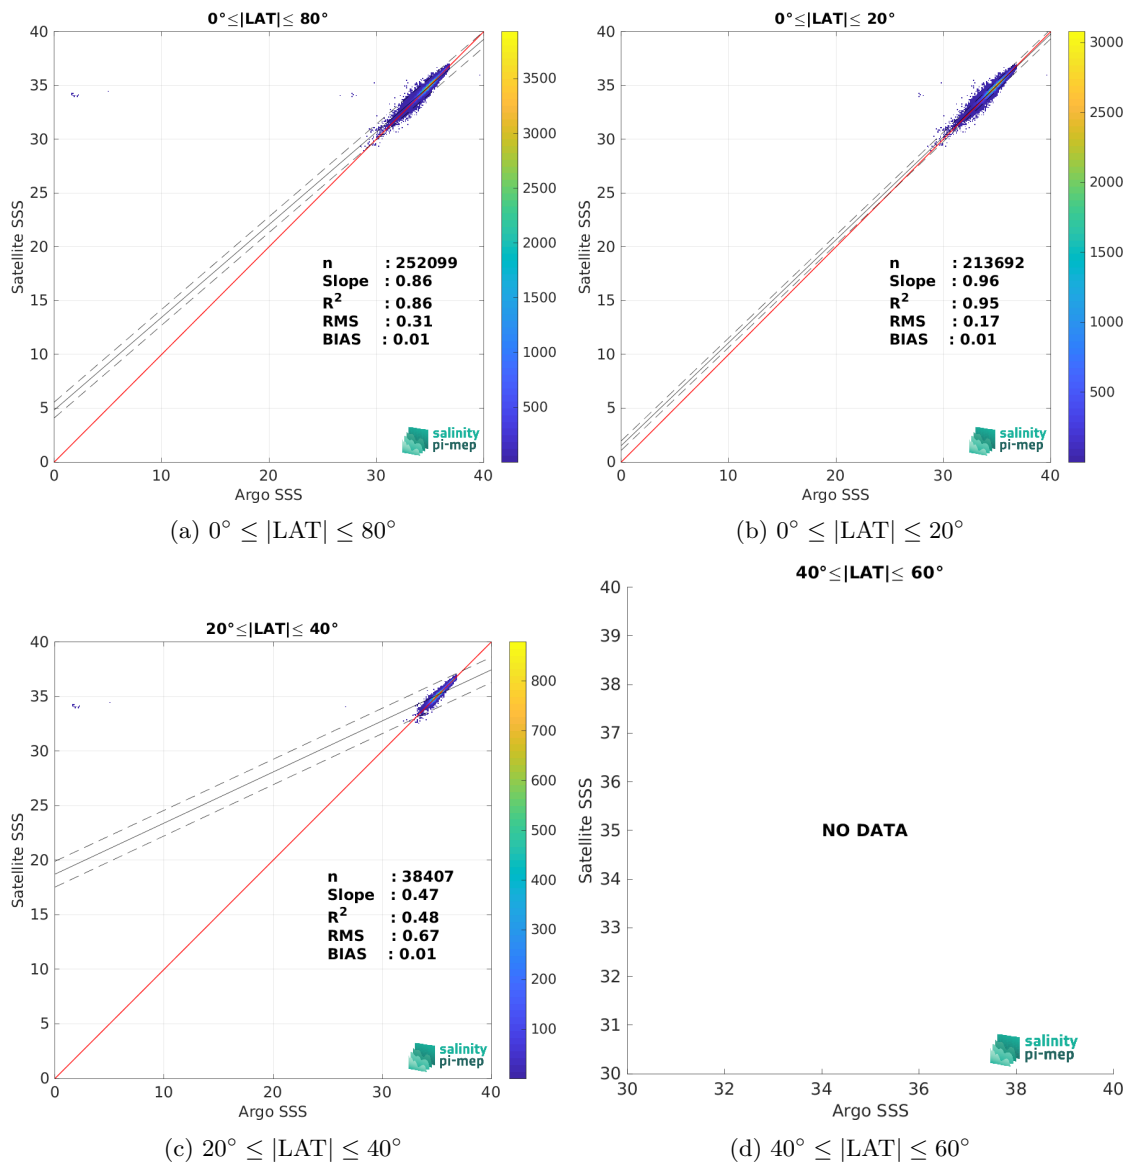 0°≤|LAT|≤ 80°
40
35
30
25
20
15
10
5
0
Satellite SSS
n : 252099
Slope : 0.86
R² : 0.86
RMS : 0.31
BIAS : 0.01
salinity
pi-mep
0 10 20 30 40
Argo SSS
3500
3000
2500
2000
1500
1000
500
(a) 0° ≤ |LAT| ≤ 80°
0°≤|LAT|≤ 20°
40
35
30
25
20
15
10
5
0
Satellite SSS
n : 213692
Slope : 0.96
R² : 0.95
RMS : 0.17
BIAS : 0.01
salinity
pi-mep
0 10 20 30 40
Argo SSS
3000
2500
2000
1500
1000
500
(b) 0° ≤ |LAT| ≤ 20°
20°≤|LAT|≤ 40°
40
35
30
25
20
15
10
5
0
Satellite SSS
n : 38407
Slope : 0.47
R² : 0.48
RMS : 0.67
BIAS : 0.01
salinity
pi-mep
0 10 20 30 40
Argo SSS
800
700
600
500
400
300
200
100
(c) 20° ≤ |LAT| ≤ 40°
40°≤|LAT|≤ 60°
40
39
38
37
36
35
34
33
32
31
30
Satellite SSS
NO DATA
salinity
pi-mep
30 32 34 36 38 40
Argo SSS
(d) 40° ≤ |LAT| ≤ 60°